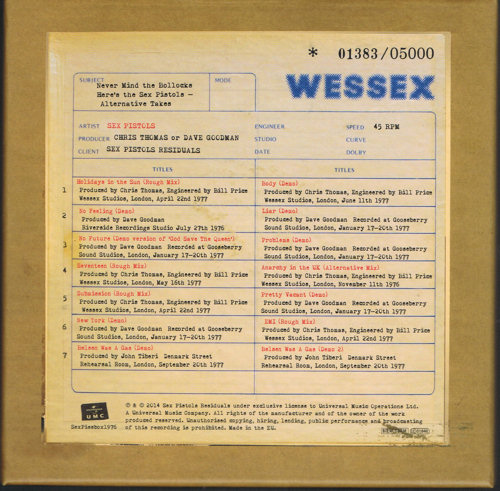 * 01383/05000
SUBJECT
Never Mind the Bollocks
Here's the Sex Pistols -
Alternative Takes
MODE
WESSEX
ARTIST SEX PISTOLS
PRODUCER CHRIS THOMAS or DAVE GOODMAN
CLIENT SEX PISTOLS RESIDUALS
ENGINEER
STUDIO
DATE
SPEED 45 RPM
CURVE
DOLBY
TITLES
1 Holidays in the Sun (Rough Mix)
Produced by Chris Thomas, Engineered by Bill Price
Wessex Studios, London, April 22nd 1977
2 No Feeling (Demo)
Produced by Dave Goodman
Riverside Recording Studio July 27th 1976
3 No Future (Demo version of 'God Save The Queen')
Produced by Dave Goodman Recorded at Gooseberry
Sound Studios, London, January 17-20th 1977
4 Seventeen (Rough Mix)
Produced by Chris Thomas, Engineered by Bill Price
Wessex Studios, London, May 16th 1977
5 Submission (Rough Mix)
Produced by Chris Thomas, Engineered by Bill Price
Wessex Studios, London, April 22nd 1977
6 New York (Demo)
Produced by Dave Goodman Recorded at Gooseberry
Sound Studios, London, January 17-20th 1977
7 Belsen Was A Gas (Demo)
Produced by John Tiberi Denmark Street
Rehearsal Room, London, September 20th 1977
TITLES
Body (Demo)
Produced by Chris Thomas, Engineered by Bill Price
Wessex Studios, London, June 11th 1977
Liar (Demo)
Produced by Dave Goodman Recorded at Gooseberry
Sound Studios, London, January 17-20th 1977
Problems (Demo)
Produced by Dave Goodman Recorded at Gooseberry
Sound Studios, London, January 17-20th 1977
Anarchy in the UK (Alternative Mix)
Produced by Chris Thomas, Engineered by Bill Price
Wessex Studios, London, November 11th 1976
Pretty Vacant (Demo)
Produced by Dave Goodman Recorded at Gooseberry
Sound Studios, London, January 17-20th 1977
EMI (Rough Mix)
Produced by Chris Thomas, Engineered by Bill Price
Wessex Studios, London, April 22nd 1977
Belsen Was A Gas (Demo 2)
Produced by John Tiberi Denmark Street
Rehearsal Room, London, September 20th 1977
UMC
SexPissbox1976
℗ & © 2014 Sex Pistols Residuals under exclusive license to Universal Music Operations Ltd.
A Universal Music Company. All rights of the manufacturer and of the owner of the work
produced reserved. Unauthorised copying, hiring, lending, public performance and broadcasting
of this recording is prohibited. Made in the EU.